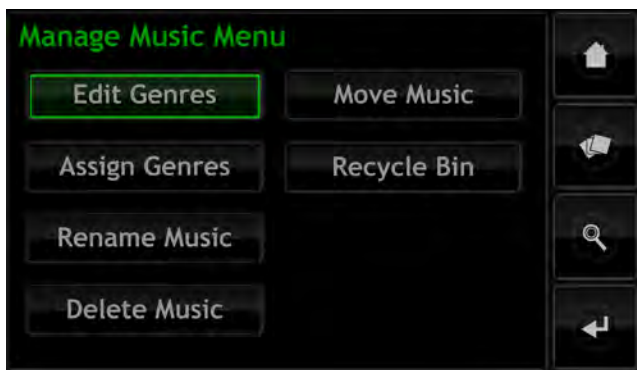 Manage Music Menu
Edit Genres
Move Music
Assign Genres
Recycle Bin
Rename Music
Delete Music